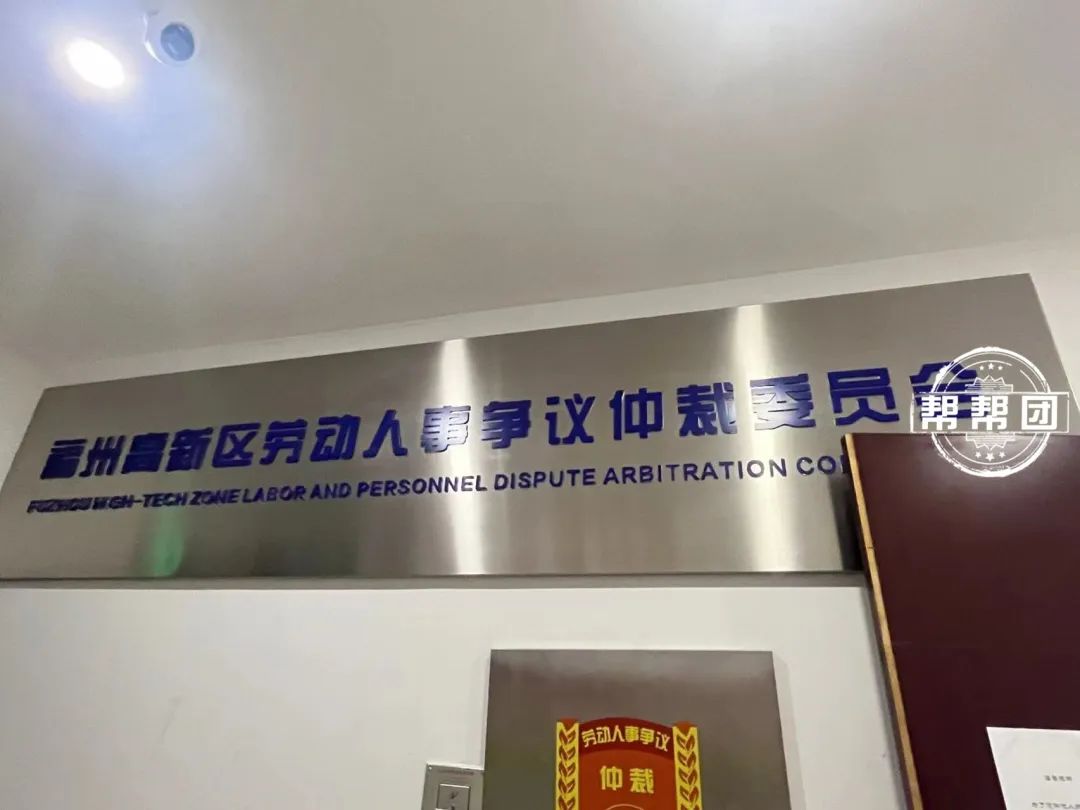 福州高新区劳动人事争议仲裁委员会
FUZHOU HIGH-TECH ZONE LABOR AND PERSONNEL DISPUTE ARBITRATION CO
帮帮团
劳动人事争议
仲裁